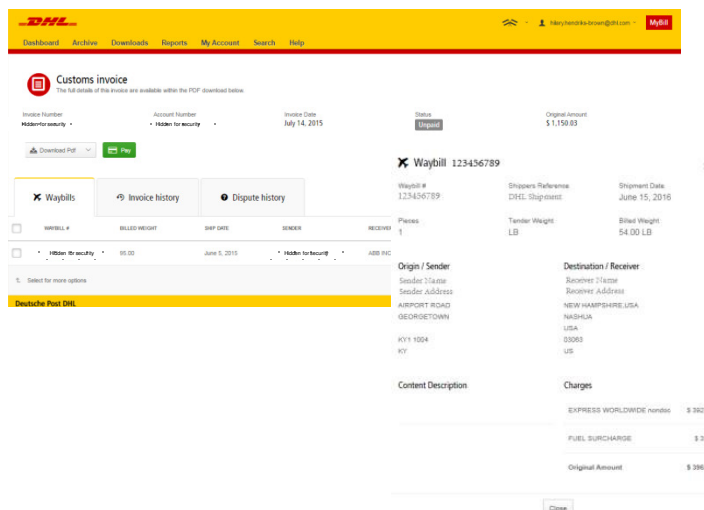 DHL
hilery.hendriks-brown@dhl.com
MyBill
Dashboard Archive Downloads Reports My Account Search Help
Customs invoice
The full details of this invoice are available within the PDF download below.
Invoice Number Account Number Invoice Date Status Original Amount
Hidden for security Hidden for security July 14, 2015 Unpaid $ 1,150.03
Download Pdf Pay
Waybills Invoice history Dispute history
WAYBILL # BILLED WEIGHT SHIP DATE SENDER RECEIVER
Hidden for security 95.00 June 5, 2015 Hidden for security ABB INC
Select for more options
Deutsche Post DHL
Waybill 123456789
Waybill # Shippers Reference Shipment Date
123456789 DHL Shipment June 15, 2016
Pieces Tender Weight Billed Weight
1 LB 54.00 LB
Origin / Sender Destination / Receiver
Sender Name Receiver Name
Sender Address Receiver Address
AIRPORT ROAD NEW HAMPSHIRE,USA
GEORGETOWN NASHUA
USA
KY1 1004 03063
KY US
Content Description Charges
EXPRESS WORLDWIDE nondoc $ 392
FUEL SURCHARGE $ 3
Original Amount $ 396
Close